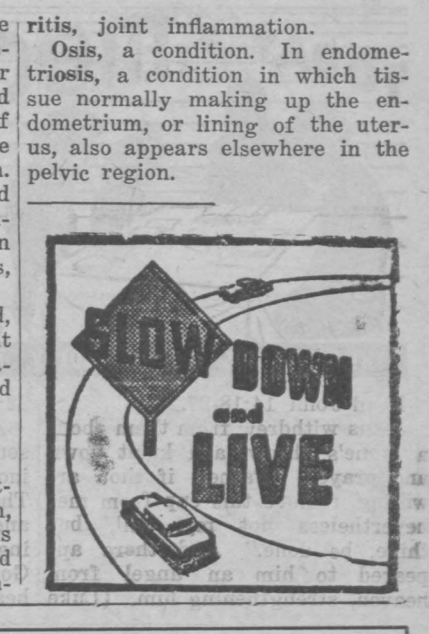 ritis, joint inflammation.
Osis, a condition. In endome-
triosis, a condition in which tis-
sue normally making up the en-
dometrium, or lining of the uter-
us, also appears elsewhere in the
pelvic region.
SLOW DOWN
and
LIVE